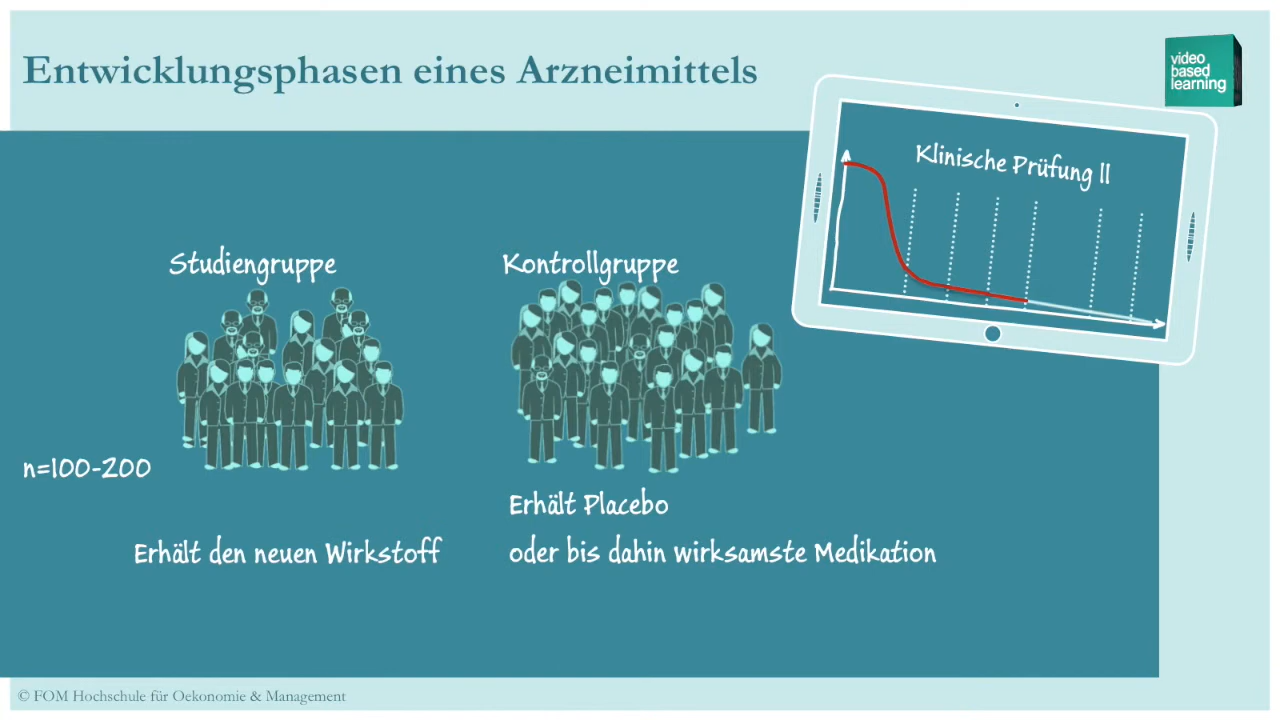 Entwicklungsphasen eines Arzneimittels
video
based
learning
Klinische Prüfung II
Studiengruppe
Kontrollgruppe
n=100-200
Erhält Placebo
Erhält den neuen Wirkstoff
oder bis dahin wirksamste Medikation
© FOM Hochschule für Oekonomie & Management